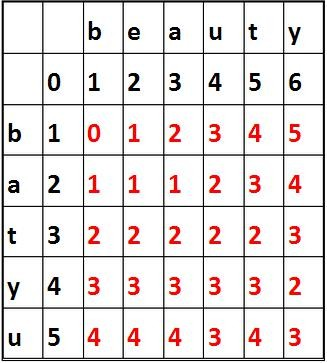 b e a u t y
0 1 2 3 4 5 6
b 1 0 1 2 3 4 5
a 2 1 1 1 2 3 4
t 3 2 2 2 2 2 3
y 4 3 3 3 3 3 2
u 5 4 4 4 3 4 3